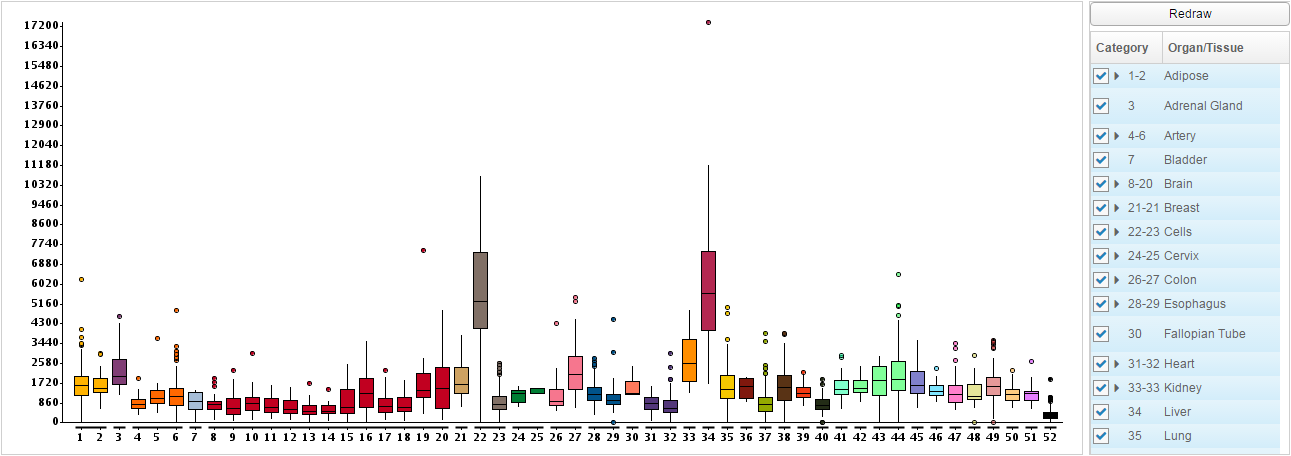 17200
16340
15480
14620
13760
12900
12040
11180
10320
9460
8600
7740
6880
6020
5160
4300
3440
2580
1720
860
0
1 2 3 4 5 6 7 8 9 10 11 12 13 14 15 16 17 18 19 20 21 22 23 24 25 26 27 28 29 30 31 32 33 34 35 36 37 38 39 40 41 42 43 44 45 46 47 48 49 50 51 52
Redraw
Category Organ/Tissue
1-2 Adipose
3 Adrenal Gland
4-6 Artery
7 Bladder
8-20 Brain
21-21 Breast
22-23 Cells
24-25 Cervix
26-27 Colon
28-29 Esophagus
30 Fallopian Tube
31-32 Heart
33-33 Kidney
34 Liver
35 Lung